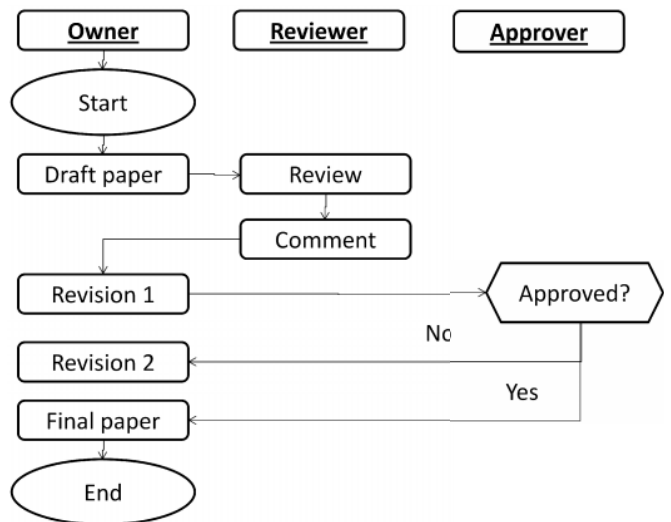 Owner
Reviewer
Approver
Start
Draft paper
Review
Comment
Revision 1
Approved?
No
Revision 2
Yes
Final paper
End